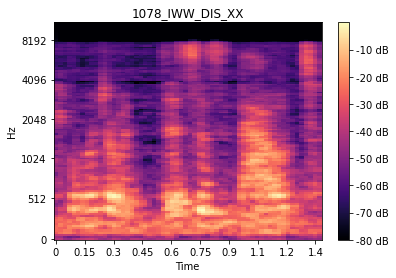 1078_IWW_DIS_XX
8192
4096
2048
1024
512
0
Hz
0 0.15 0.3 0.45 0.6 0.75 0.9 1.1 1.2 1.4
Time
-10 dB
-20 dB
-30 dB
-40 dB
-50 dB
-60 dB
-70 dB
-80 dB